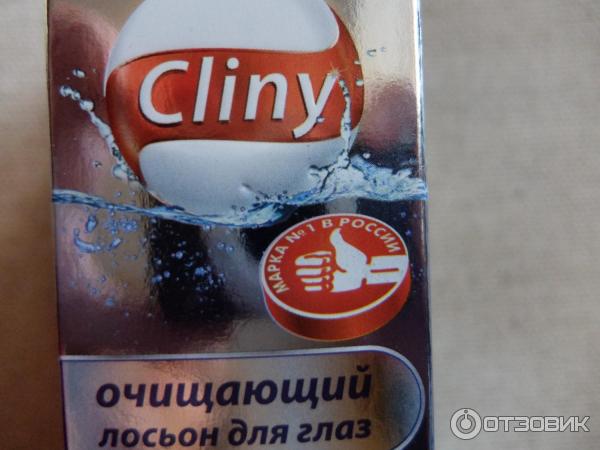 Cliny
МАРКА №1 В РОССИИ
очищающий
лосьон для глаз
ОТЗОВИК